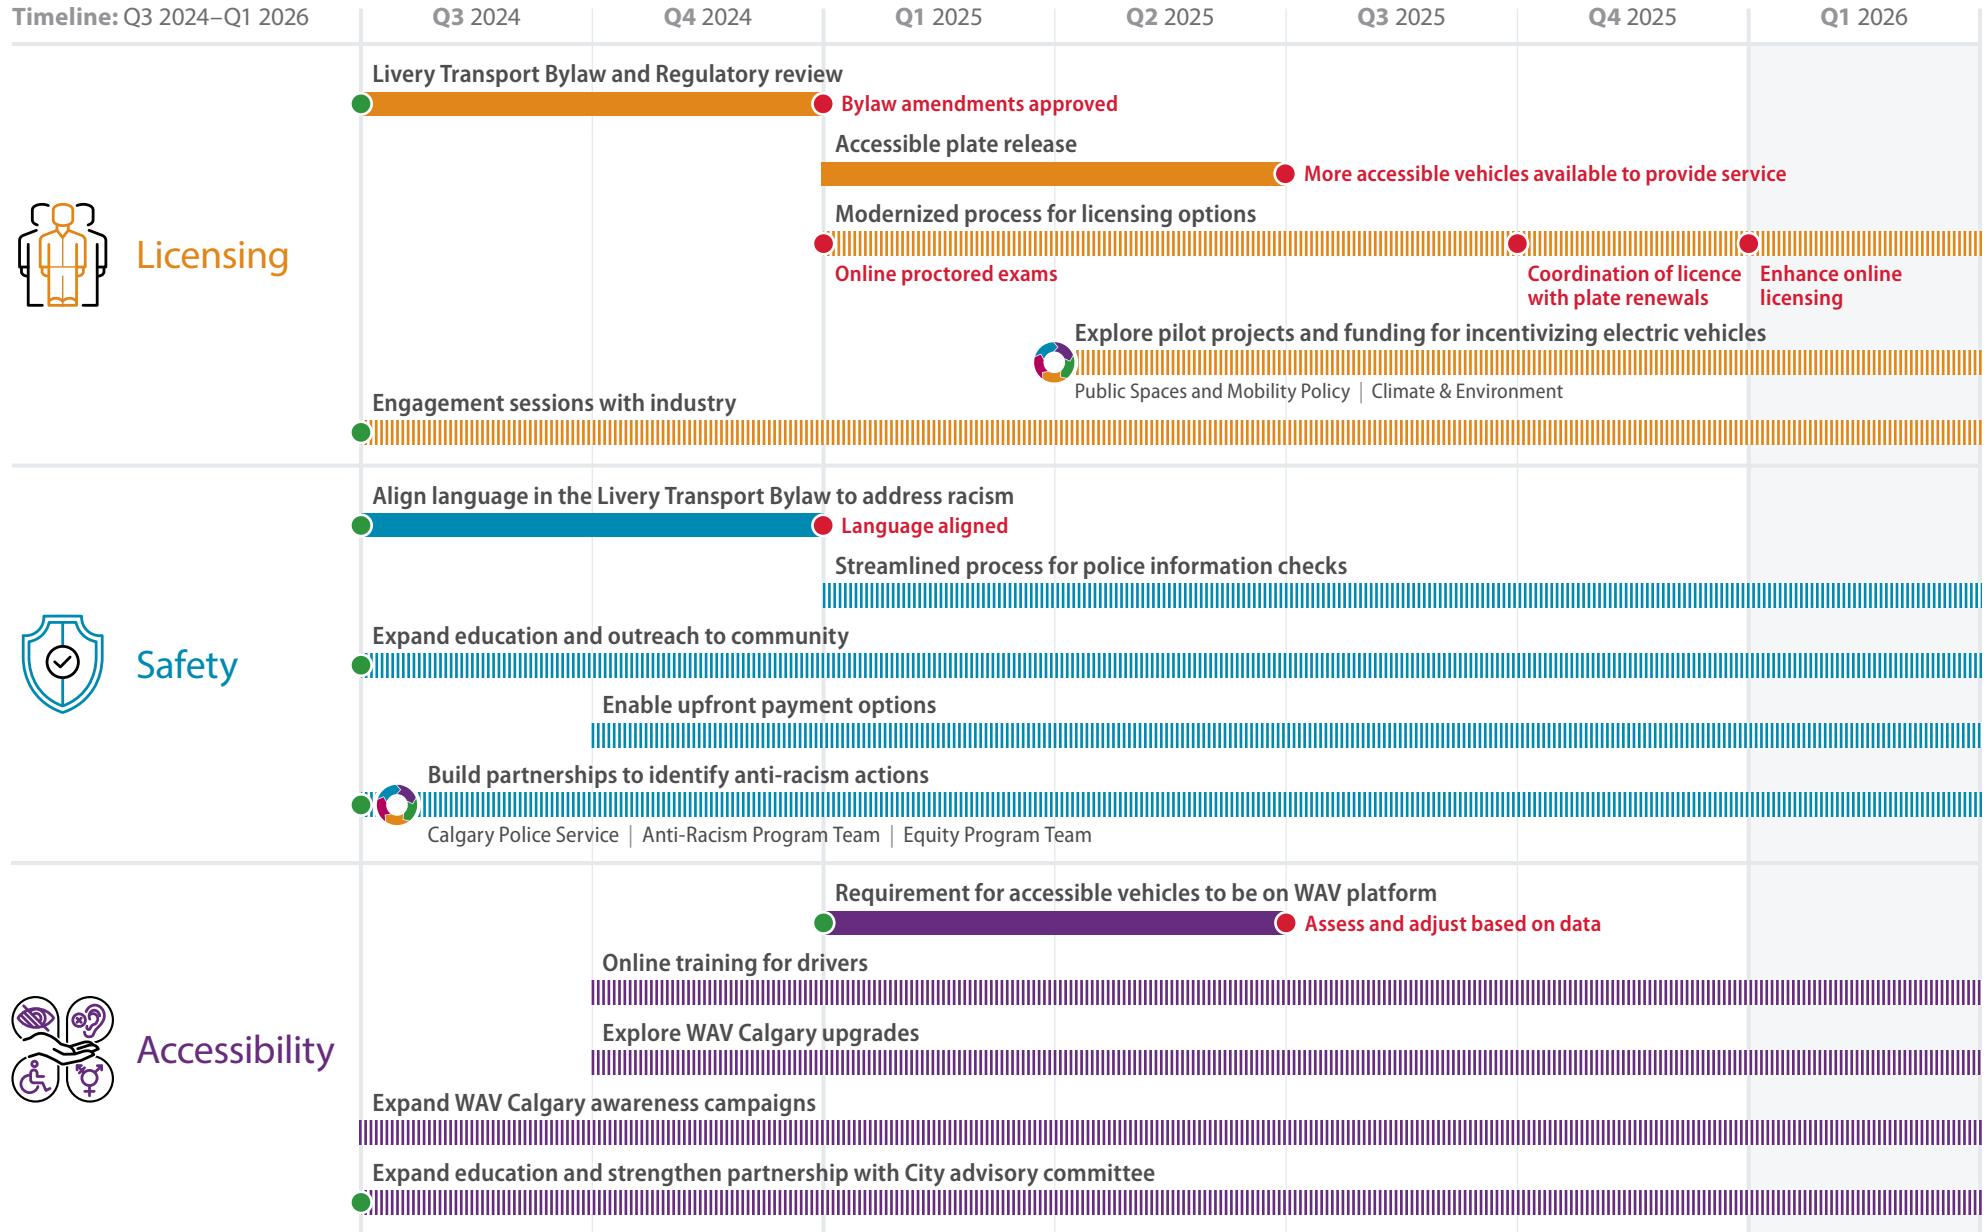 Timeline: Q3 2024–Q1 2026
Q3 2024
Q4 2024
Q1 2025
Q2 2025
Q3 2025
Q4 2025
Q1 2026
Licensing
Livery Transport Bylaw and Regulatory review
Bylaw amendments approved
Accessible plate release
More accessible vehicles available to provide service
Modernized process for licensing options
Online proctored exams
Coordination of licence
with plate renewals
Enhance online
licensing
Explore pilot projects and funding for incentivizing electric vehicles
Public Spaces and Mobility Policy | Climate & Environment
Engagement sessions with industry
Safety
Align language in the Livery Transport Bylaw to address racism
Language aligned
Streamlined process for police information checks
Expand education and outreach to community
Enable upfront payment options
Build partnerships to identify anti-racism actions
Calgary Police Service | Anti-Racism Program Team | Equity Program Team
Accessibility
Requirement for accessible vehicles to be on WAV platform
Assess and adjust based on data
Online training for drivers
Explore WAV Calgary upgrades
Expand WAV Calgary awareness campaigns
Expand education and strengthen partnership with City advisory committee